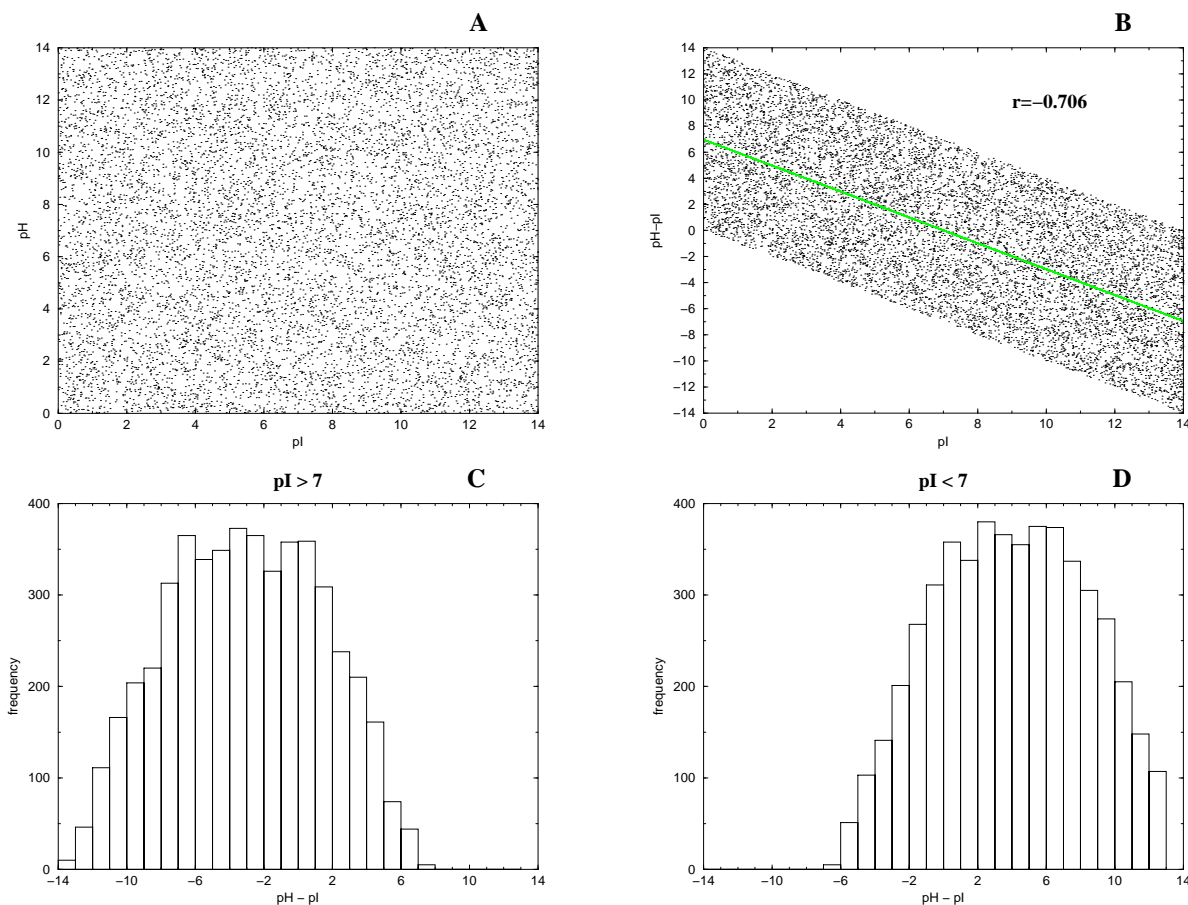 A
14
12
10
8
6
4
2
0
pH
0 2 4 6 8 10 12 14
pI
B
r=−0.706
14
12
10
8
6
4
2
0
−2
−4
−6
−8
−10
−12
−14
pH−pI
0 2 4 6 8 10 12 14
pI
pI > 7
C
400
300
200
100
0
frequency
−14 −10 −6 −2 2 6 10 14
pH − pI
pI < 7
D
400
300
200
100
0
frequency
−14 −10 −6 −2 2 6 10 14
pH − pI